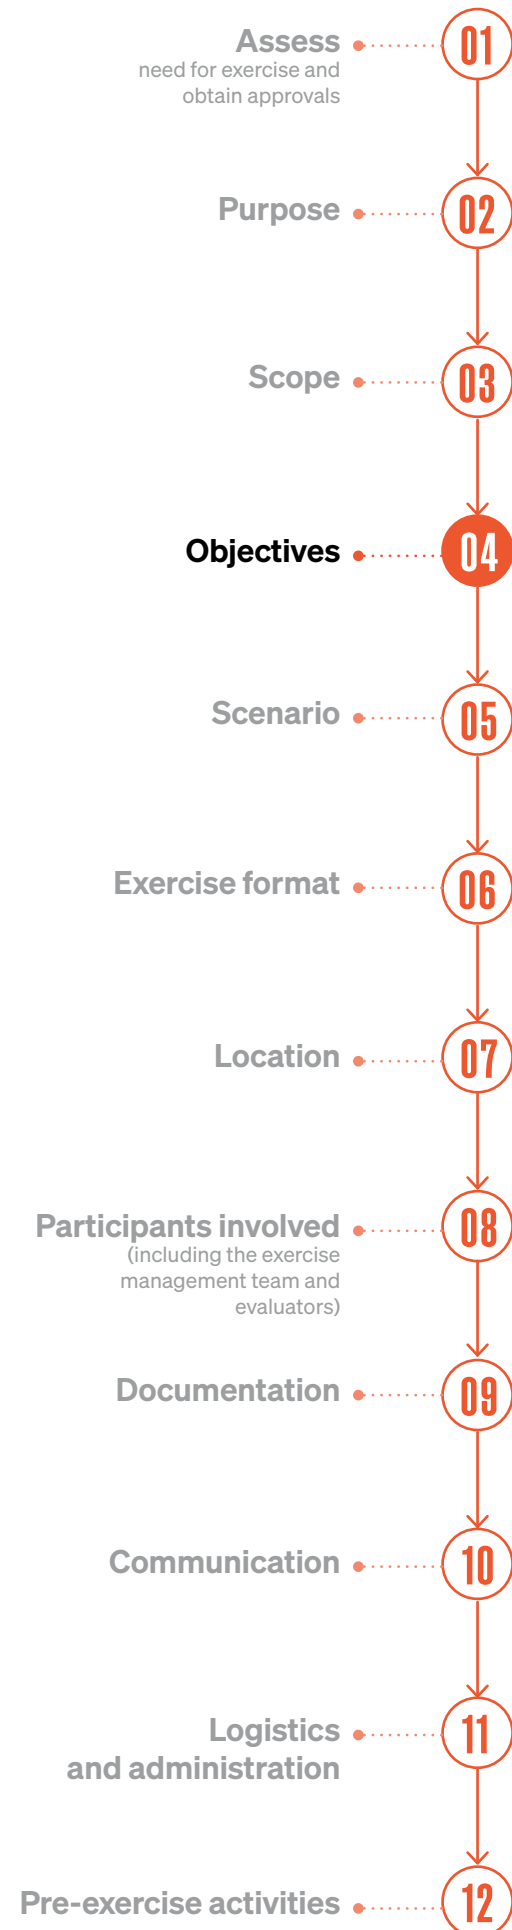 Assess
need for exercise and
obtain approvals
01
Purpose
02
Scope
03
Objectives
04
Scenario
05
Exercise format
06
Location
07
Participants involved
(including the exercise
management team and
evaluators)
08
Documentation
09
Communication
10
Logistics
and administration
11
Pre-exercise activities
12